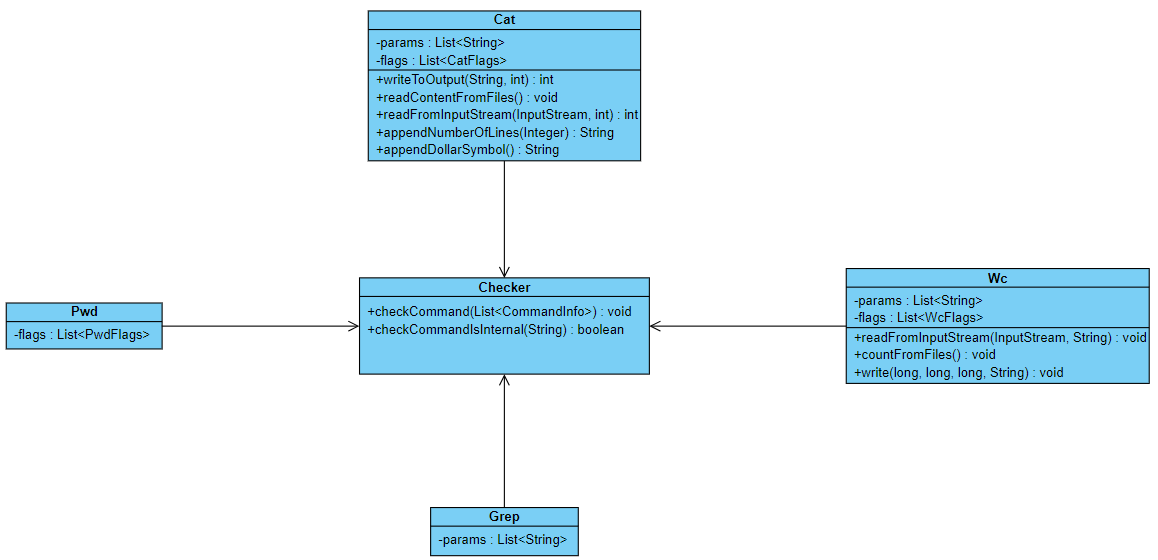 Cat
-params : List<String>
-flags : List<CatFlags>
+writeToOutput(String, int) : int
+readContentFromFiles() : void
+readFromInputStream(InputStream, int) : int
+appendNumberOfLines(Integer) : String
+appendDollarSymbol() : String
Pwd
-flags : List<PwdFlags>
Checker
+checkCommand(List<CommandInfo>) : void
+checkCommandIsInternal(String) : boolean
Wc
-params : List<String>
-flags : List<WcFlags>
+readFromInputStream(InputStream, String) : void
+countFromFiles() : void
+write(long, long, long, String) : void
Grep
-params : List<String>